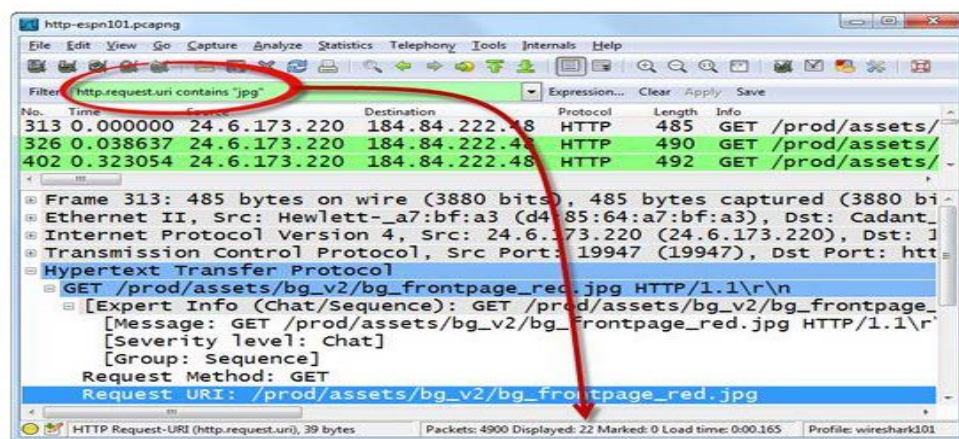 http-espn101.pcapng
File Edit View Go Capture Analyze Statistics Telephony Tools Internals Help
Filter: http.request.uri contains "jpg" Expression... Clear Apply Save
No. Time Destination Protocol Length Info
313 0.000000 24.6.173.220 184.84.222.48 HTTP 485 GET /prod/assets/
326 0.038637 24.6.173.220 184.84.222.48 HTTP 490 GET /prod/assets/
402 0.323054 24.6.173.220 184.84.222.48 HTTP 492 GET /prod/assets/
Frame 313: 485 bytes on wire (3880 bits), 485 bytes captured (3880 bi
Ethernet II, Src: Hewlett-_a7:bf:a3 (d4:85:64:a7:bf:a3), Dst: Cadant_
Internet Protocol Version 4, Src: 24.6.173.220 (24.6.173.220), Dst: 1
Transmission Control Protocol, Src Port: 19947 (19947), Dst Port: htt
Hypertext Transfer Protocol
GET /prod/assets/bg_v2/bg_frontpage_red.jpg HTTP/1.1\r\n
[Expert Info (Chat/Sequence): GET /prod/assets/bg_v2/bg_frontpage_
[Message: GET /prod/assets/bg_v2/bg_frontpage_red.jpg HTTP/1.1\r\
[Severity level: Chat]
[Group: Sequence]
Request Method: GET
Request URI: /prod/assets/bg_v2/bg_frontpage_red.jpg
HTTP Request-URI (http.request.uri), 39 bytes Packets: 4900 Displayed: 22 Marked: 0 Load time: 0:00.165 Profile: wireshark101